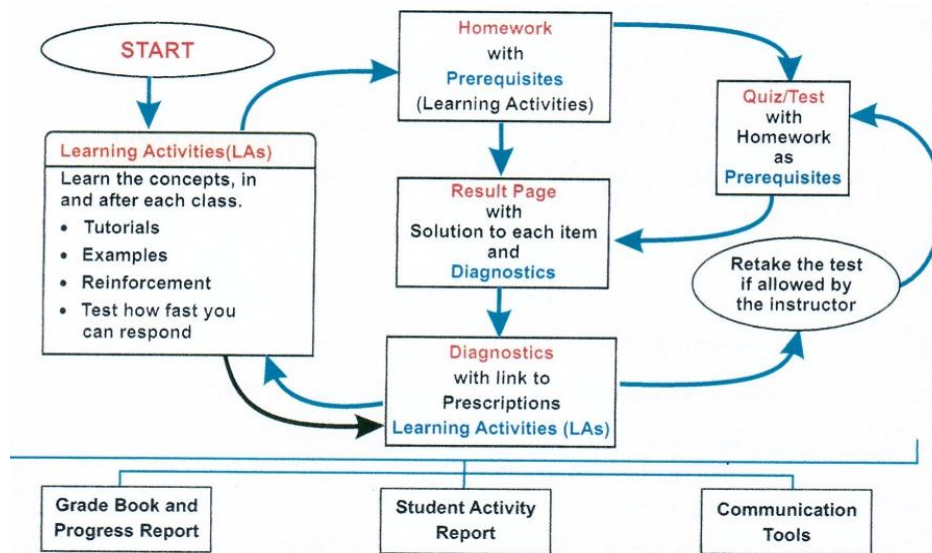 START
Learning Activities(LAs)
Learn the concepts, in
and after each class.
• Tutorials
• Examples
• Reinforcement
• Test how fast you
can respond
Homework
with
Prerequisites
(Learning Activities)
Quiz/Test
with
Homework
as
Prerequisites
Result Page
with
Solution to each item
and
Diagnostics
Retake the test
if allowed by
the instructor
Diagnostics
with link to
Prescriptions
Learning Activities (LAs)
Grade Book and
Progress Report
Student Activity
Report
Communication
Tools